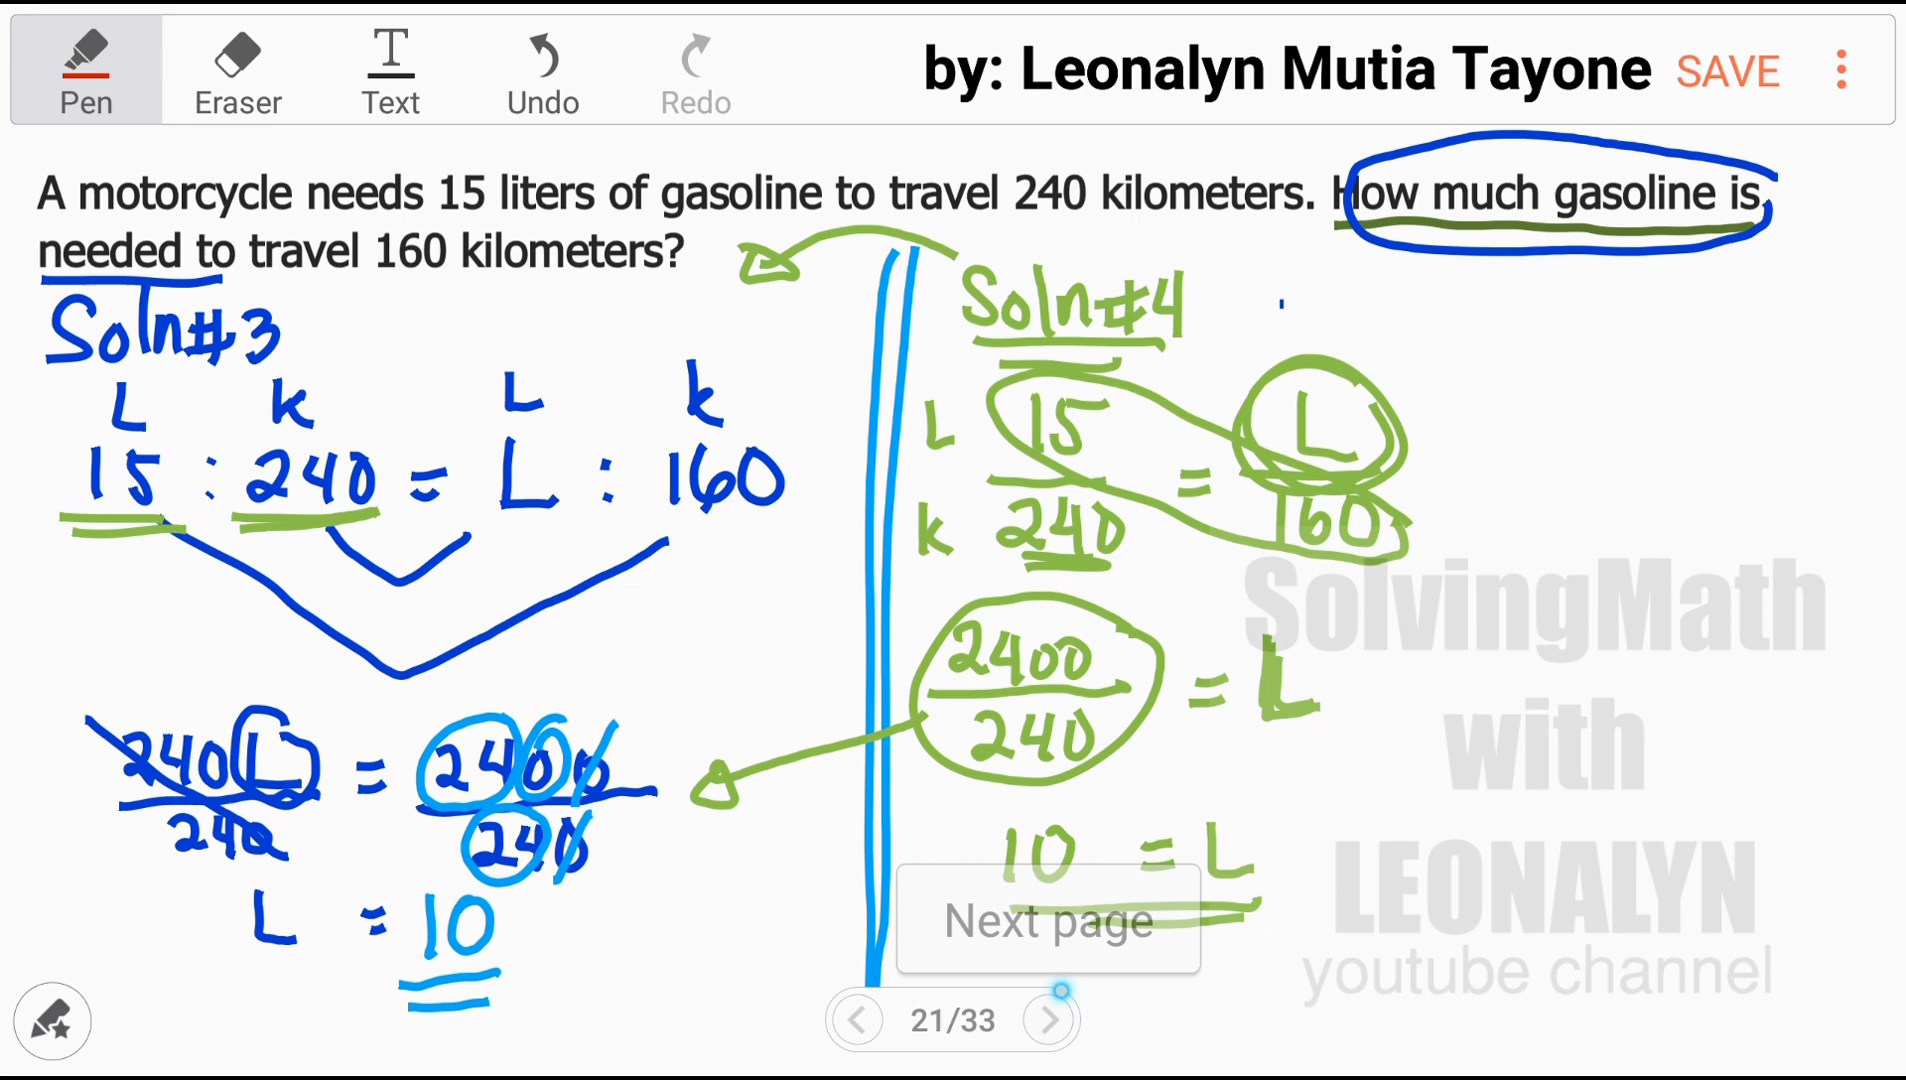 Pen
Eraser
Text
Undo
Redo
by: Leonalyn Mutia Tayone
SAVE
A motorcycle needs 15 liters of gasoline to travel 240 kilometers. How much gasoline is
needed to travel 160 kilometers?
Soln#3
L k L k
15 : 240 = L : 160
240L = 2400
240 240
L = 10
Soln#4
L 15 = L
k 240 160
2400 = L
240
10 = L
SolvingMath
with
LEONALYN
youtube channel
Next page
21/33